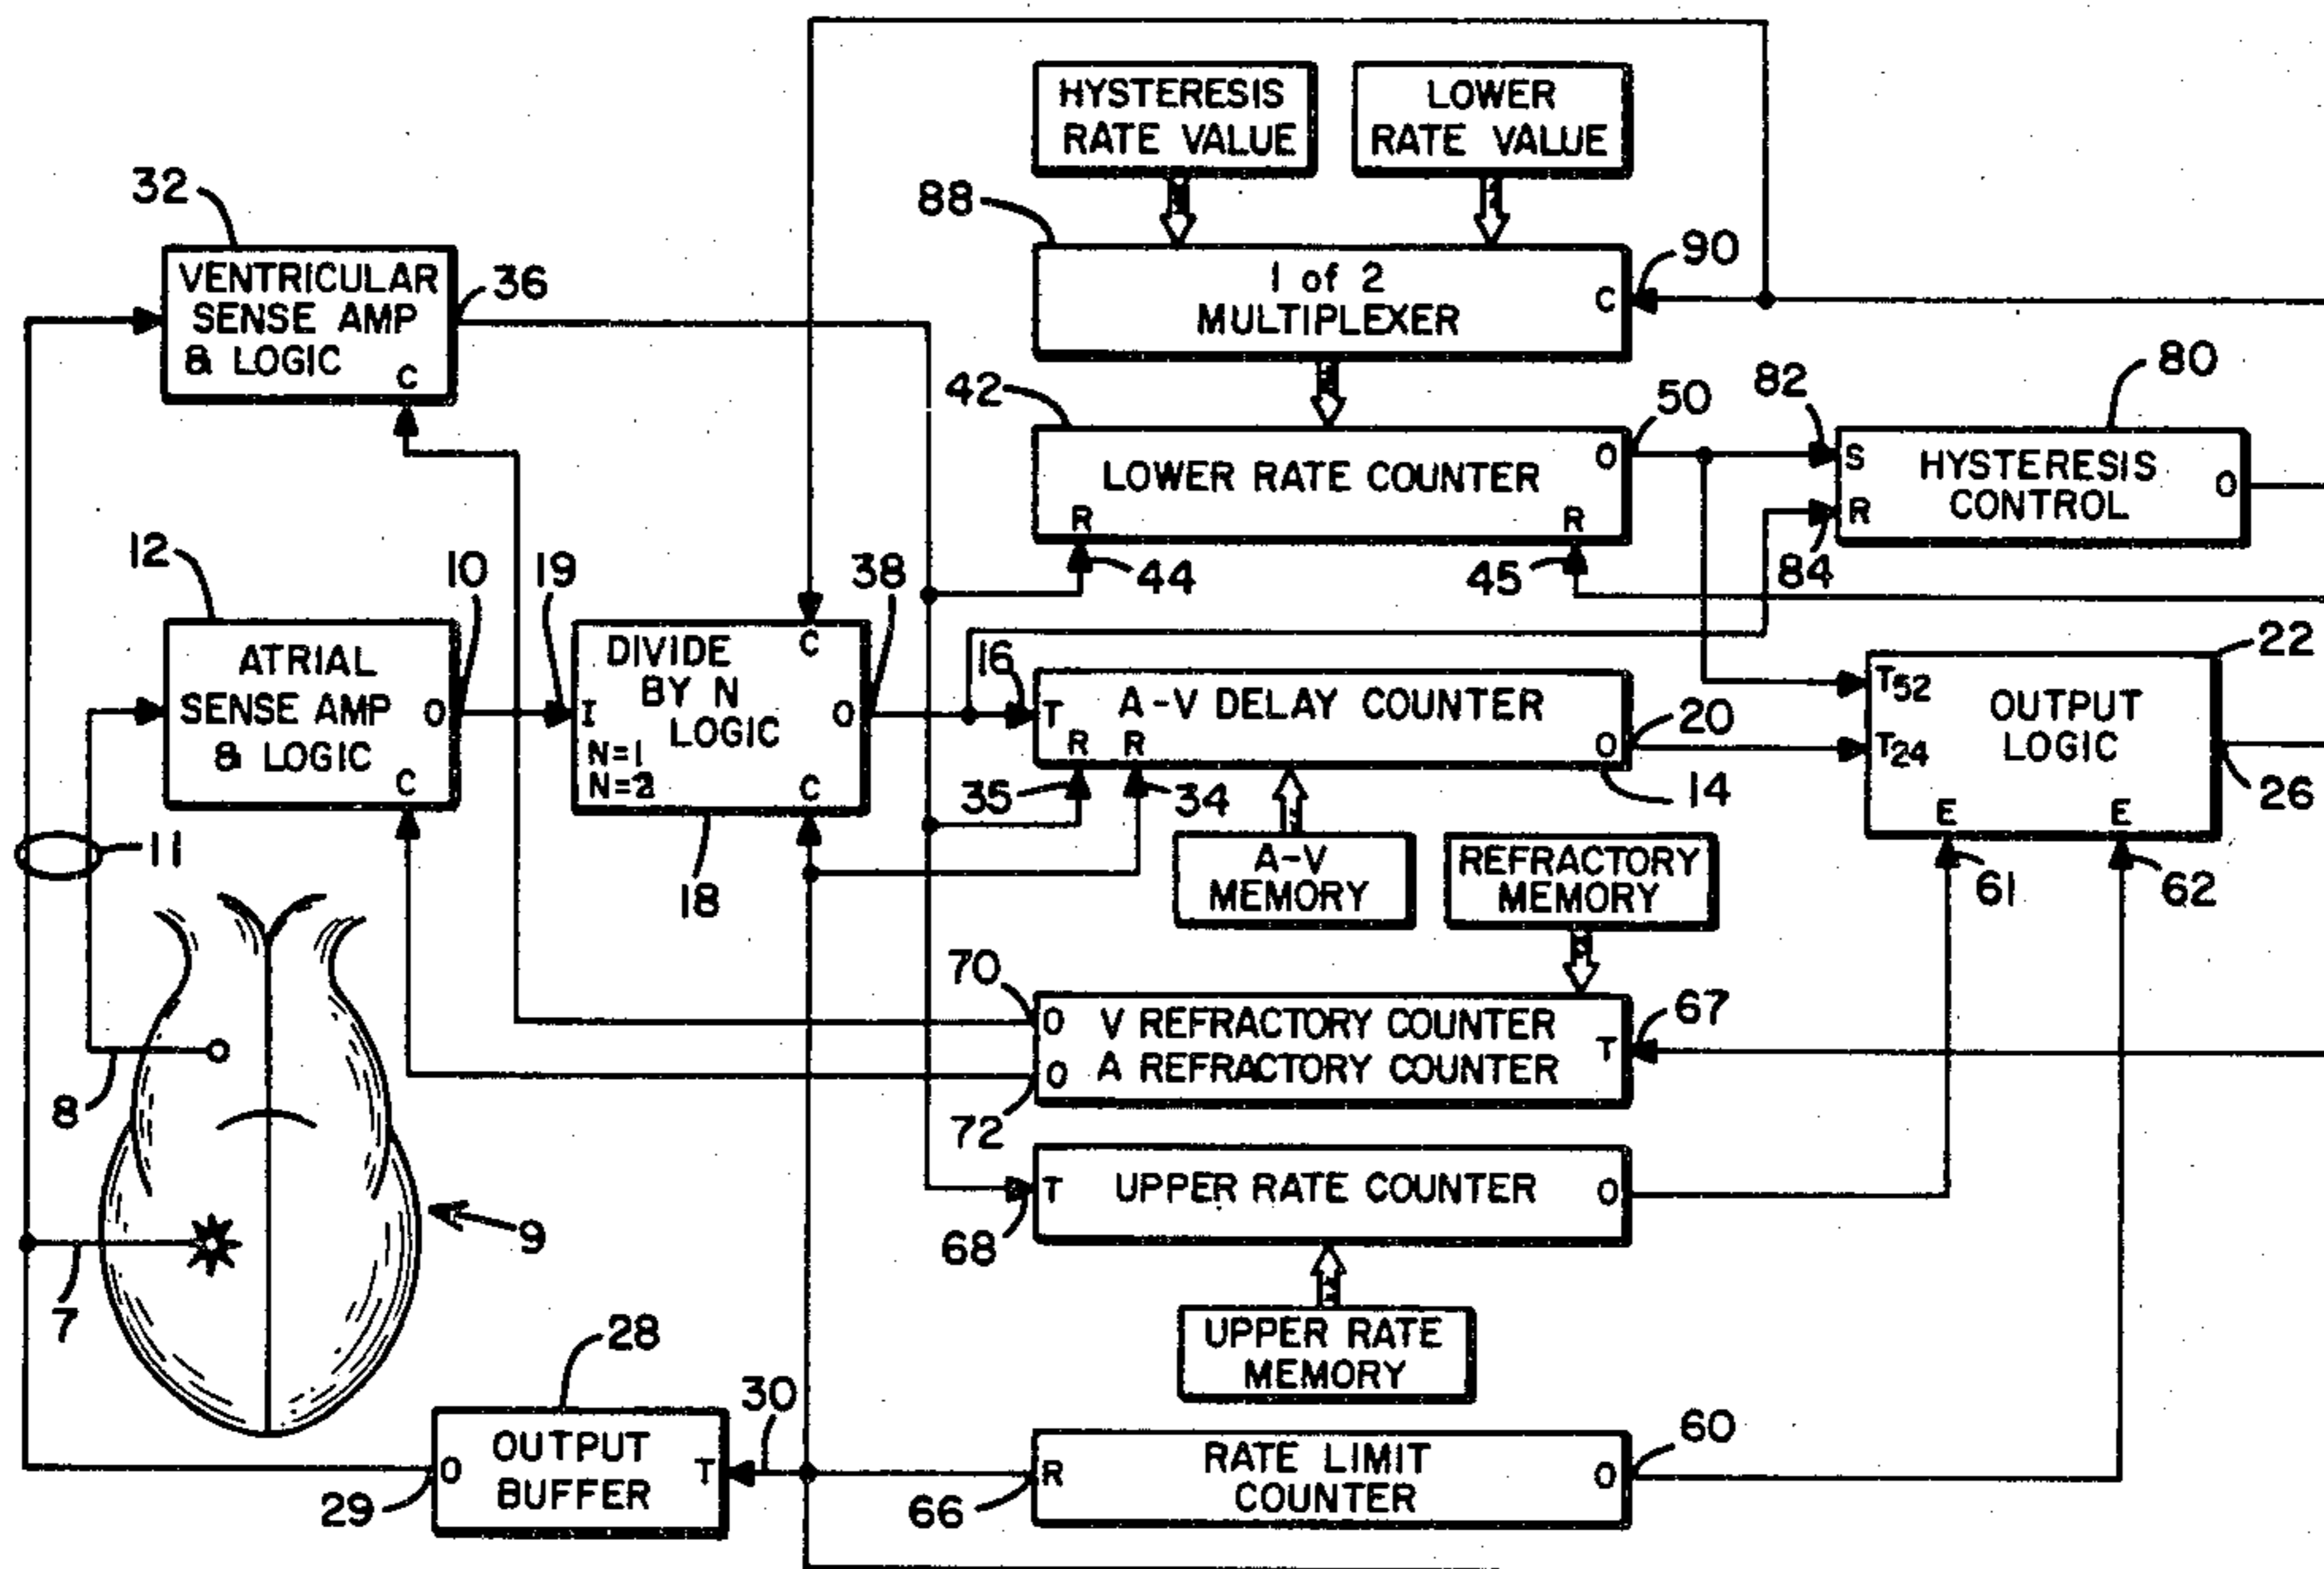 HYSTERESIS
RATE VALUE
LOWER
RATE VALUE
32
88
90
VENTRICULAR
SENSE AMP
& LOGIC
C
36
1 of 2
MULTIPLEXER
C
42
50
82
80
LOWER RATE COUNTER
O
R
R
S
R
HYSTERESIS
CONTROL
O
44
45
84
12
10
19
38
22
ATRIAL
SENSE AMP
& LOGIC
O
C
C
DIVIDE
BY N
LOGIC
I
O
N=1
N=2
C
16
T
A-V DELAY COUNTER
R
R
O
20
T52
T24
OUTPUT
LOGIC
E
E
35
34
14
26
11
18
A-V
MEMORY
REFRACTORY
MEMORY
61
62
70
O
V REFRACTORY COUNTER
T
67
O
A REFRACTORY COUNTER
8
72
T
UPPER RATE COUNTER
O
9
68
7
UPPER RATE
MEMORY
28
30
60
O
OUTPUT
BUFFER
T
R
RATE LIMIT
COUNTER
O
29
66